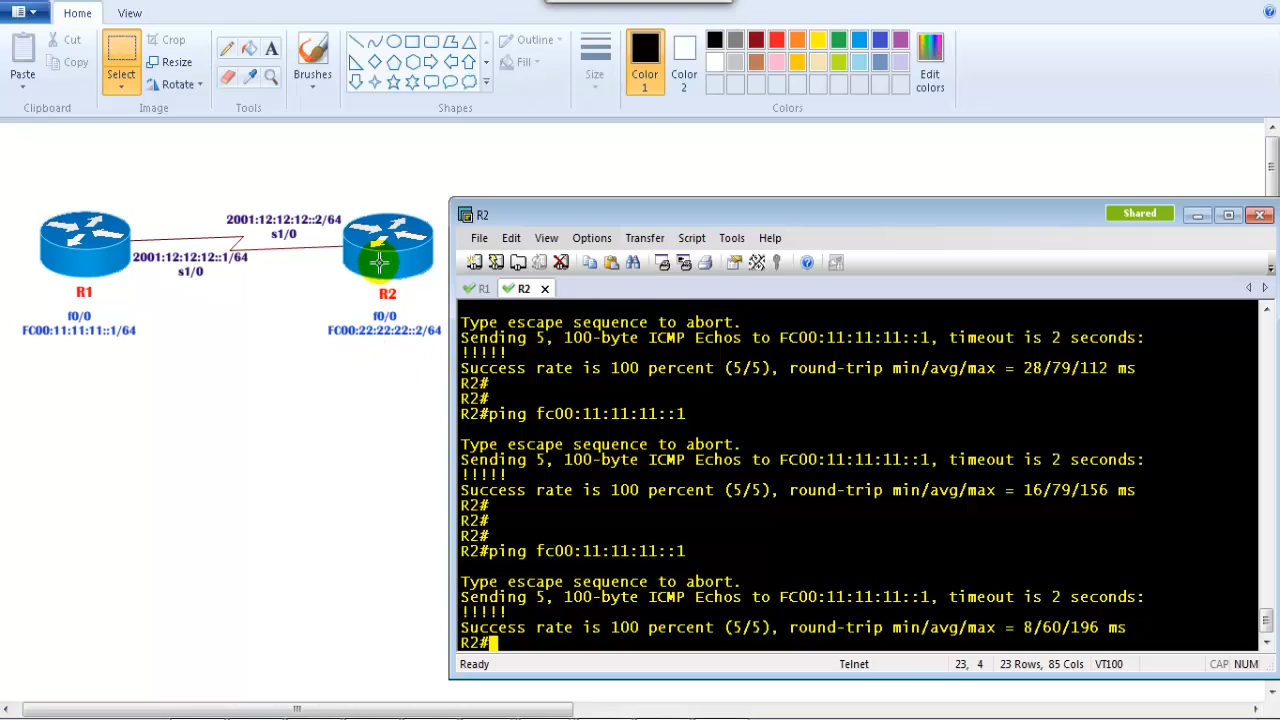 Home
View
Paste
Cut
Copy
Clipboard
Select
Crop
Resize
Rotate
Image
Tools
Brushes
Outline
Fill
Shapes
Size
Color
1
Color
2
Edit
colors
Colors
2001:12:12:12::2/64
s1/0
2001:12:12:12::1/64
s1/0
R1
f0/0
FC00:11:11:11::1/64
R2
f0/0
FC00:22:22:22::2/64
R2
Shared
File Edit View Options Transfer Script Tools Help
R1
R2
Type escape sequence to abort.
Sending 5, 100-byte ICMP Echos to FC00:11:11:11::1, timeout is 2 seconds:
!!!!!
Success rate is 100 percent (5/5), round-trip min/avg/max = 28/79/112 ms
R2#
R2#
R2#ping fc00:11:11:11::1
Type escape sequence to abort.
Sending 5, 100-byte ICMP Echos to FC00:11:11:11::1, timeout is 2 seconds:
!!!!!
Success rate is 100 percent (5/5), round-trip min/avg/max = 16/79/156 ms
R2#
R2#
R2#
R2#ping fc00:11:11:11::1
Type escape sequence to abort.
Sending 5, 100-byte ICMP Echos to FC00:11:11:11::1, timeout is 2 seconds:
!!!!!
Success rate is 100 percent (5/5), round-trip min/avg/max = 8/60/196 ms
R2#
Ready
Telnet
23, 4
23 Rows, 85 Cols
VT100
CAP NUM